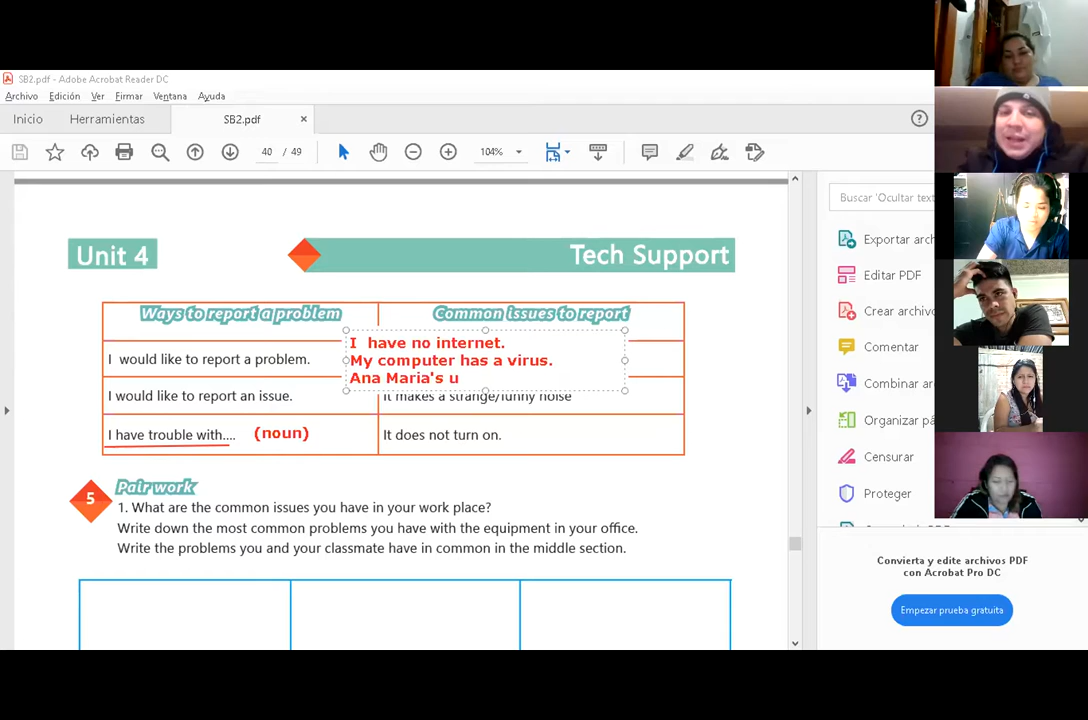 SB2.pdf - Adobe Acrobat Reader DC
Archivo Edición Ver Firmar Ventana Ayuda
Inicio Herramientas SB2.pdf ×
40 / 49 104%
Unit 4 Tech Support
Ways to report a problem Common issues to report
I have no internet.
I would like to report a problem. My computer has a virus.
Ana Maria's u
I would like to report an issue. It makes a strange/funny noise
I have trouble with.... (noun) It does not turn on.
5 Pair work
1. What are the common issues you have in your work place?
Write down the most common problems you have with the equipment in your office.
Write the problems you and your classmate have in common in the middle section.
Buscar 'Ocultar text
Exportar arch
Editar PDF
Crear archivo
Comentar
Combinar ar
Organizar pá
Censurar
Proteger
Convierta y edite archivos PDF
con Acrobat Pro DC
Empezar prueba gratuita